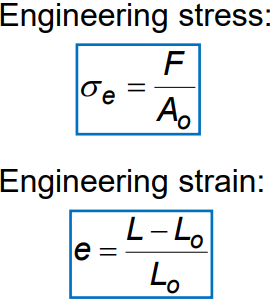 Engineering stress:
σₑ = F / Aₒ
Engineering strain:
e = (L − Lₒ) / Lₒ